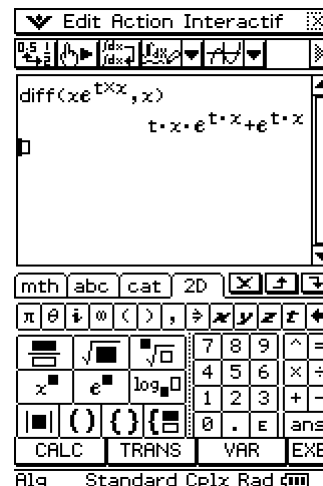 Edit Action Interactif
diff(xe^t×x,x)
t·x·e^t·x+e^t·x
mth abc cat 2D
π θ i ∞ ( ) , ⇒ x y z t
√■ ■√□ 7 8 9 ^ =
x■ e■ log■□ 4 5 6 × ÷
1 2 3 + -
|■| () {} {■ 0 . E ans
CALC TRANS VAR EXE
Alg Standard Cplx Rad